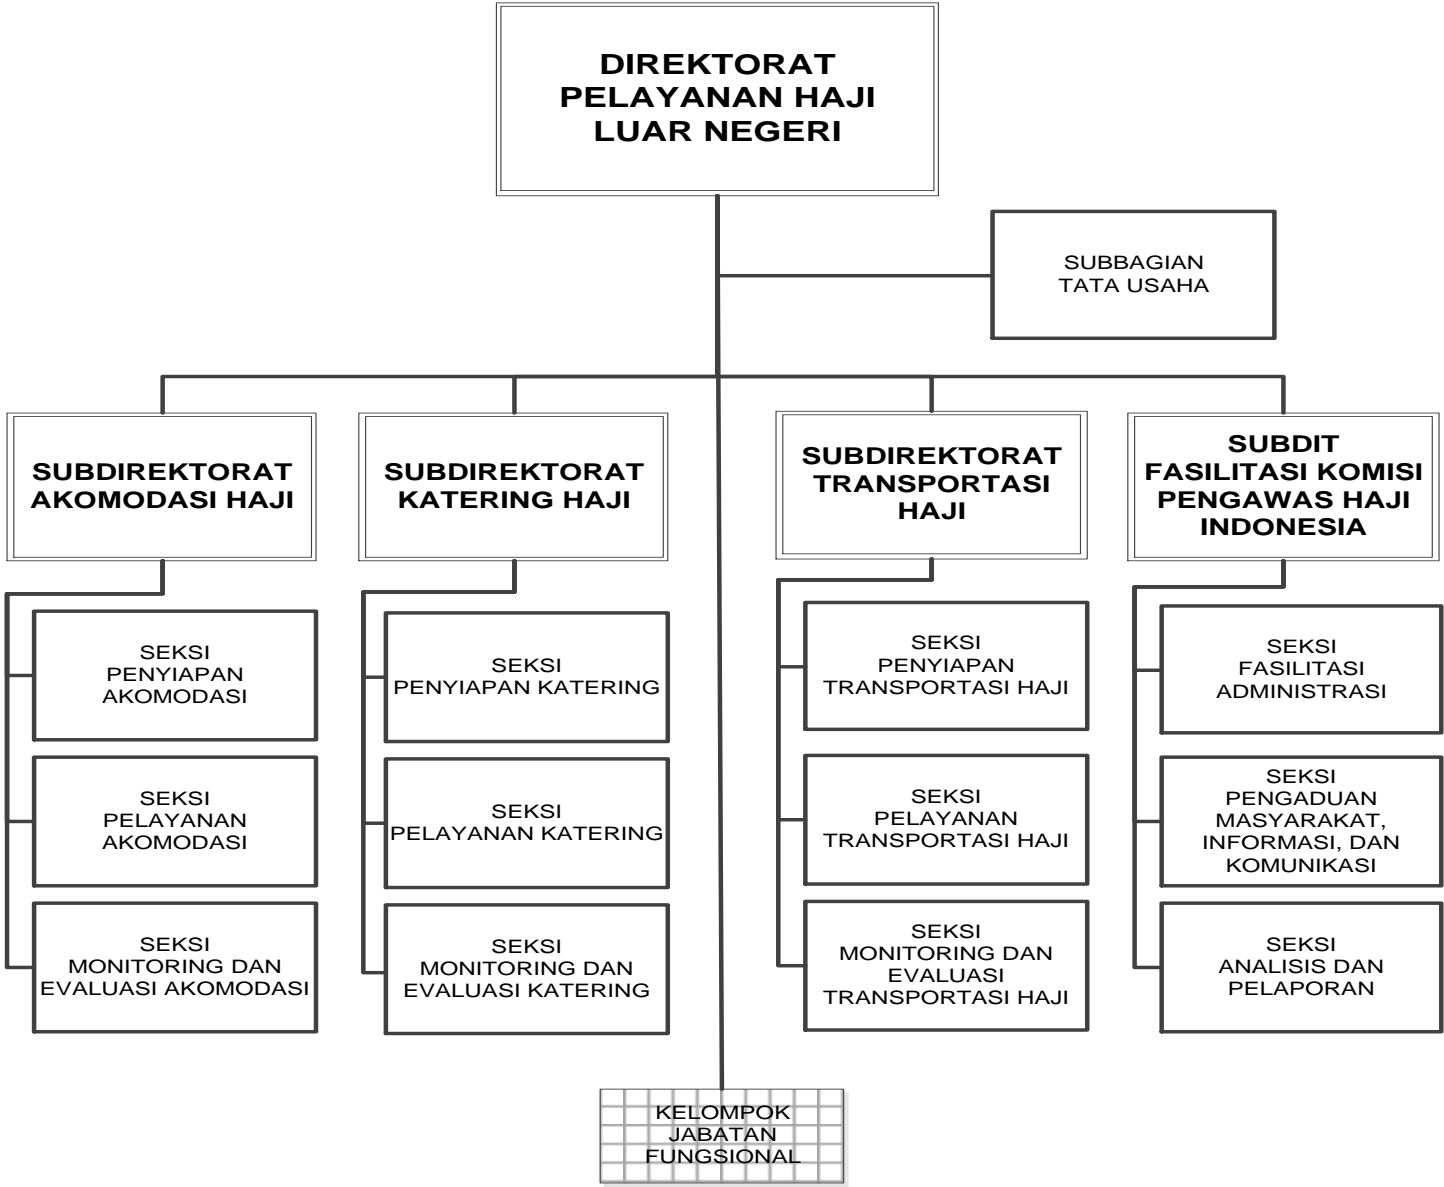 DIREKTORAT
PELAYANAN HAJI
LUAR NEGERI
SUBBAGIAN
TATA USAHA
SUBDIREKTORAT
AKOMODASI HAJI
SUBDIREKTORAT
KATERING HAJI
SUBDIREKTORAT
TRANSPORTASI
HAJI
SUBDIT
FASILITASI KOMISI
PENGAWAS HAJI
INDONESIA
SEKSI
PENYIAPAN
AKOMODASI
SEKSI
PENYIAPAN KATERING
SEKSI
PENYIAPAN
TRANSPORTASI HAJI
SEKSI
FASILITASI
ADMINISTRASI
SEKSI
PELAYANAN
AKOMODASI
SEKSI
PELAYANAN KATERING
SEKSI
PELAYANAN
TRANSPORTASI HAJI
SEKSI
PENGADUAN
MASYARAKAT,
INFORMASI, DAN
KOMUNIKASI
SEKSI
MONITORING DAN
EVALUASI AKOMODASI
SEKSI
MONITORING DAN
EVALUASI KATERING
SEKSI
MONITORING DAN
EVALUASI
TRANSPORTASI HAJI
SEKSI
ANALISIS DAN
PELAPORAN
KELOMPOK
JABATAN
FUNGSIONAL